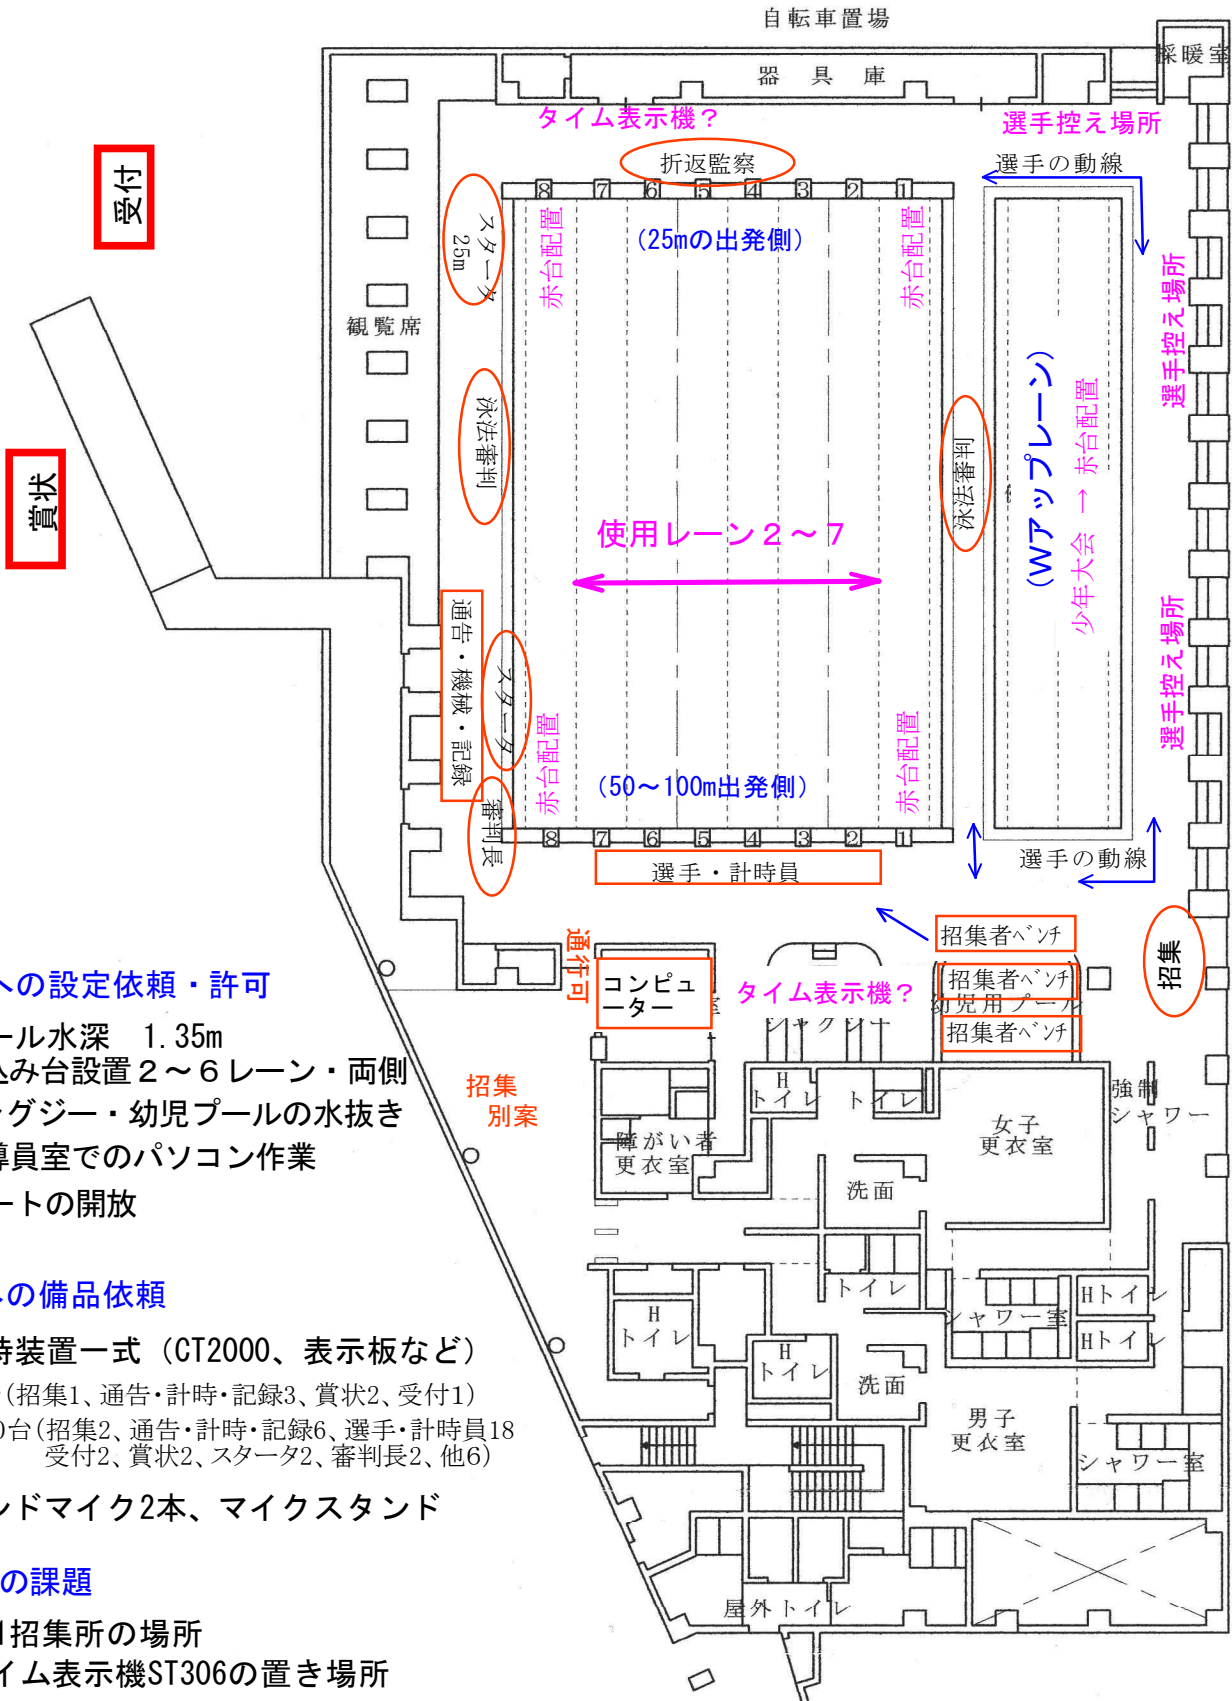 自転車置場
採暖室
器具庫
タイム表示機？
選手控え場所
受付
折返監察
選手の動線
8 7 6 5 4 3 2 1
スタータ
25m
赤台配置
(25mの出発側)
赤台配置
観覧席
選手控え場所
泳法審判
泳法審判
(Wアップレーン)
少年大会 → 赤台配置
賞状
使用レーン２～７
通告・機械・記録
スタータ
選手控え場所
赤台配置
(50～100m出発側)
赤台配置
審判長
8 7 6 5 4 3 2 1
選手・計時員
選手の動線
招集者ベンチ
招集
通行可
コンピュ
ーター
室
タイム表示機？
招集者ベンチ
幼児用プール
ジャグジー
招集者ベンチ
への設定依頼・許可
ール水深　1.35m
込み台設置２～６レーン・両側
ャグジー・幼児プールの水抜き
導員室でのパソコン作業
ートの開放
招集
別案
H
トイレ
トイレ
強制
シャワー
障がい者
更衣室
女子
更衣室
洗面
トイレ
シャワー室
Hトイレ
Hトイレ
H
トイレ
H
トイレ
洗面
男子
更衣室
シャワー室
への備品依頼
時装置一式（CT2000、表示板など）
(招集1、通告・計時・記録3、賞状2、受付1)
0台(招集2、通告・計時・記録6、選手・計時員18
受付2、賞状2、スタータ2、審判長2、他6)
ンドマイク2本、マイクスタンド
の課題
招集所の場所
イム表示機ST306の置き場所
屋外トイレ